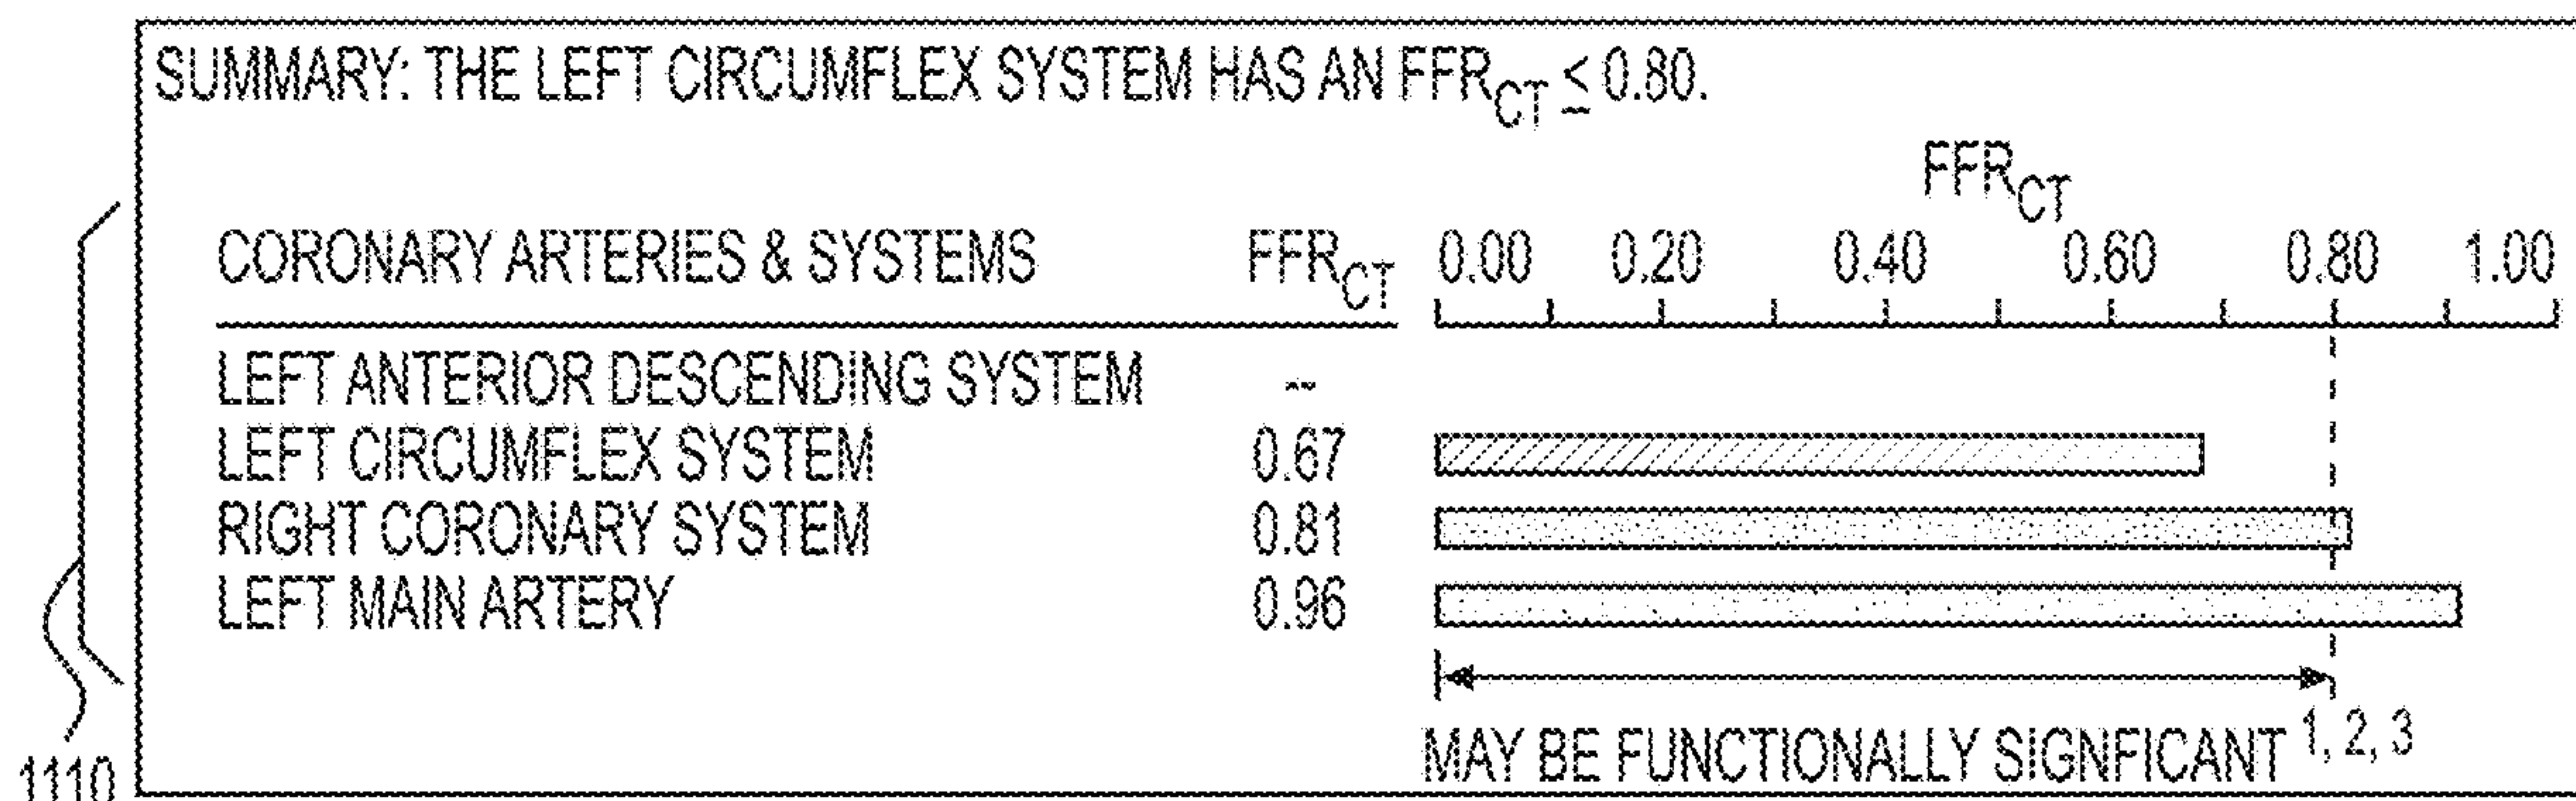 SUMMARY: THE LEFT CIRCUMFLEX SYSTEM HAS AN FFRCT ≤ 0.80.
FFRCT
CORONARY ARTERIES & SYSTEMS FFRCT 0.00 0.20 0.40 0.60 0.80 1.00
LEFT ANTERIOR DESCENDING SYSTEM --
LEFT CIRCUMFLEX SYSTEM 0.67
RIGHT CORONARY SYSTEM 0.81
LEFT MAIN ARTERY 0.96
MAY BE FUNCTIONALLY SIGNFICANT 1, 2, 3
1110